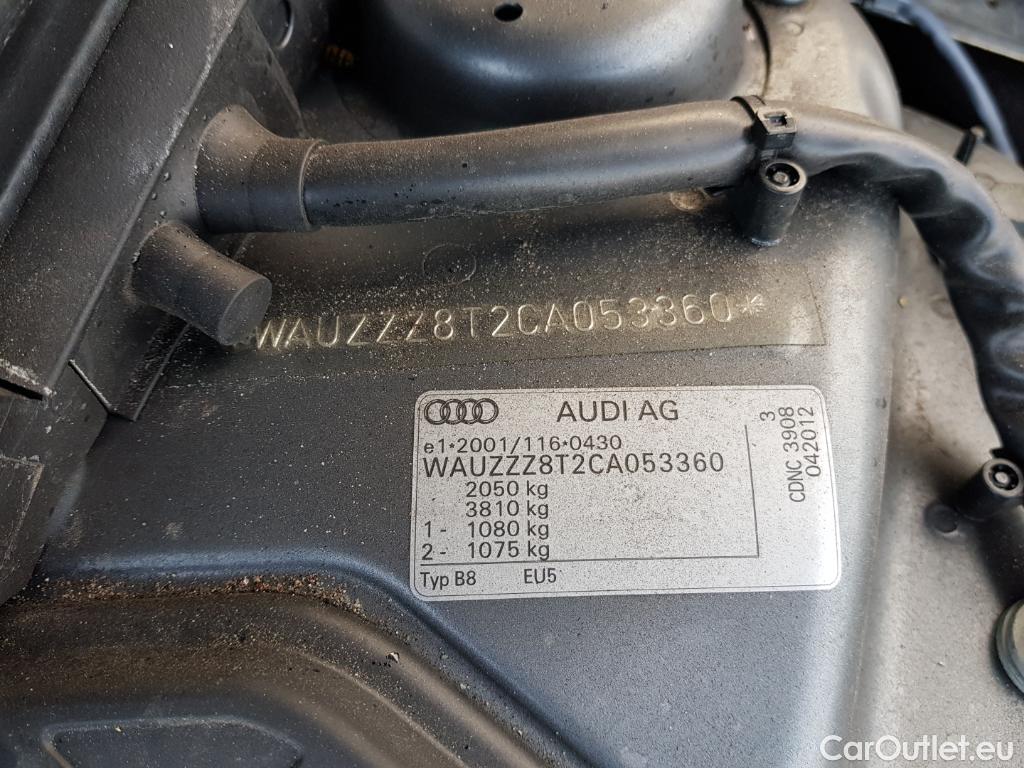 WAUZZZ8T2CA053360*
AUDI AG
e1*2001/116*0430
WAUZZZ8T2CA053360
2050 kg
3810 kg
1- 1080 kg
2- 1075 kg
Typ B8 EU5
3
CDNC 3908
042012
CarOutlet.eu